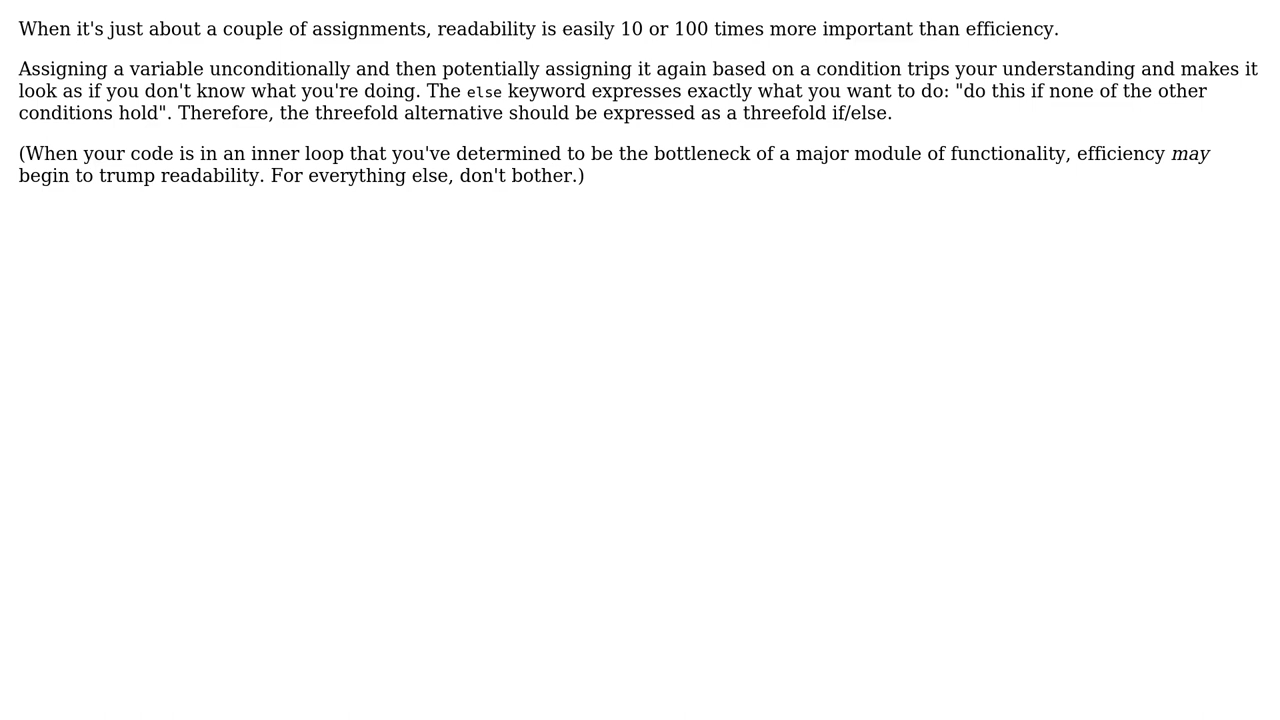 When it's just about a couple of assignments, readability is easily 10 or 100 times more important than efficiency.
Assigning a variable unconditionally and then potentially assigning it again based on a condition trips your understanding and makes it
look as if you don't know what you're doing. The else keyword expresses exactly what you want to do: "do this if none of the other
conditions hold". Therefore, the threefold alternative should be expressed as a threefold if/else.
(When your code is in an inner loop that you've determined to be the bottleneck of a major module of functionality, efficiency may
begin to trump readability. For everything else, don't bother.)